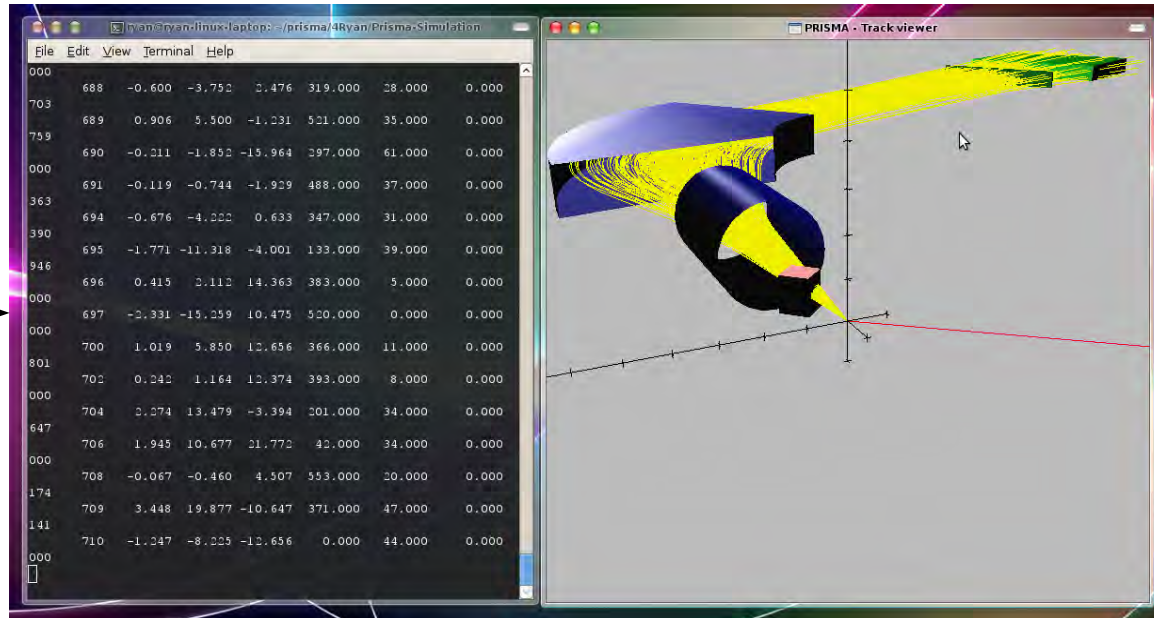 ryan@ryan-linux-laptop: ~/prisma/4Ryan/Prisma-Simulation
File Edit View Terminal Help
000
688 -0.600 -3.752 2.476 319.000 28.000 0.000
703
689 0.906 5.500 -1.231 521.000 35.000 0.000
759
690 -0.211 -1.852 -15.964 297.000 61.000 0.000
000
691 -0.119 -0.744 -1.929 488.000 37.000 0.000
363
694 -0.676 -4.222 0.633 347.000 31.000 0.000
390
695 -1.771 -11.318 -4.001 133.000 39.000 0.000
946
696 0.415 2.112 14.363 383.000 5.000 0.000
000
697 -2.331 -15.259 10.475 520.000 0.000 0.000
000
700 1.019 5.850 12.656 366.000 11.000 0.000
801
702 0.242 1.164 12.374 393.000 8.000 0.000
000
704 2.274 13.479 -3.394 201.000 34.000 0.000
647
706 1.945 10.677 21.772 42.000 34.000 0.000
000
708 -0.067 -0.460 4.507 553.000 20.000 0.000
174
709 3.448 19.877 -10.647 371.000 47.000 0.000
141
710 -1.247 -8.225 -12.656 0.000 44.000 0.000
000
PRISMA - Track viewer